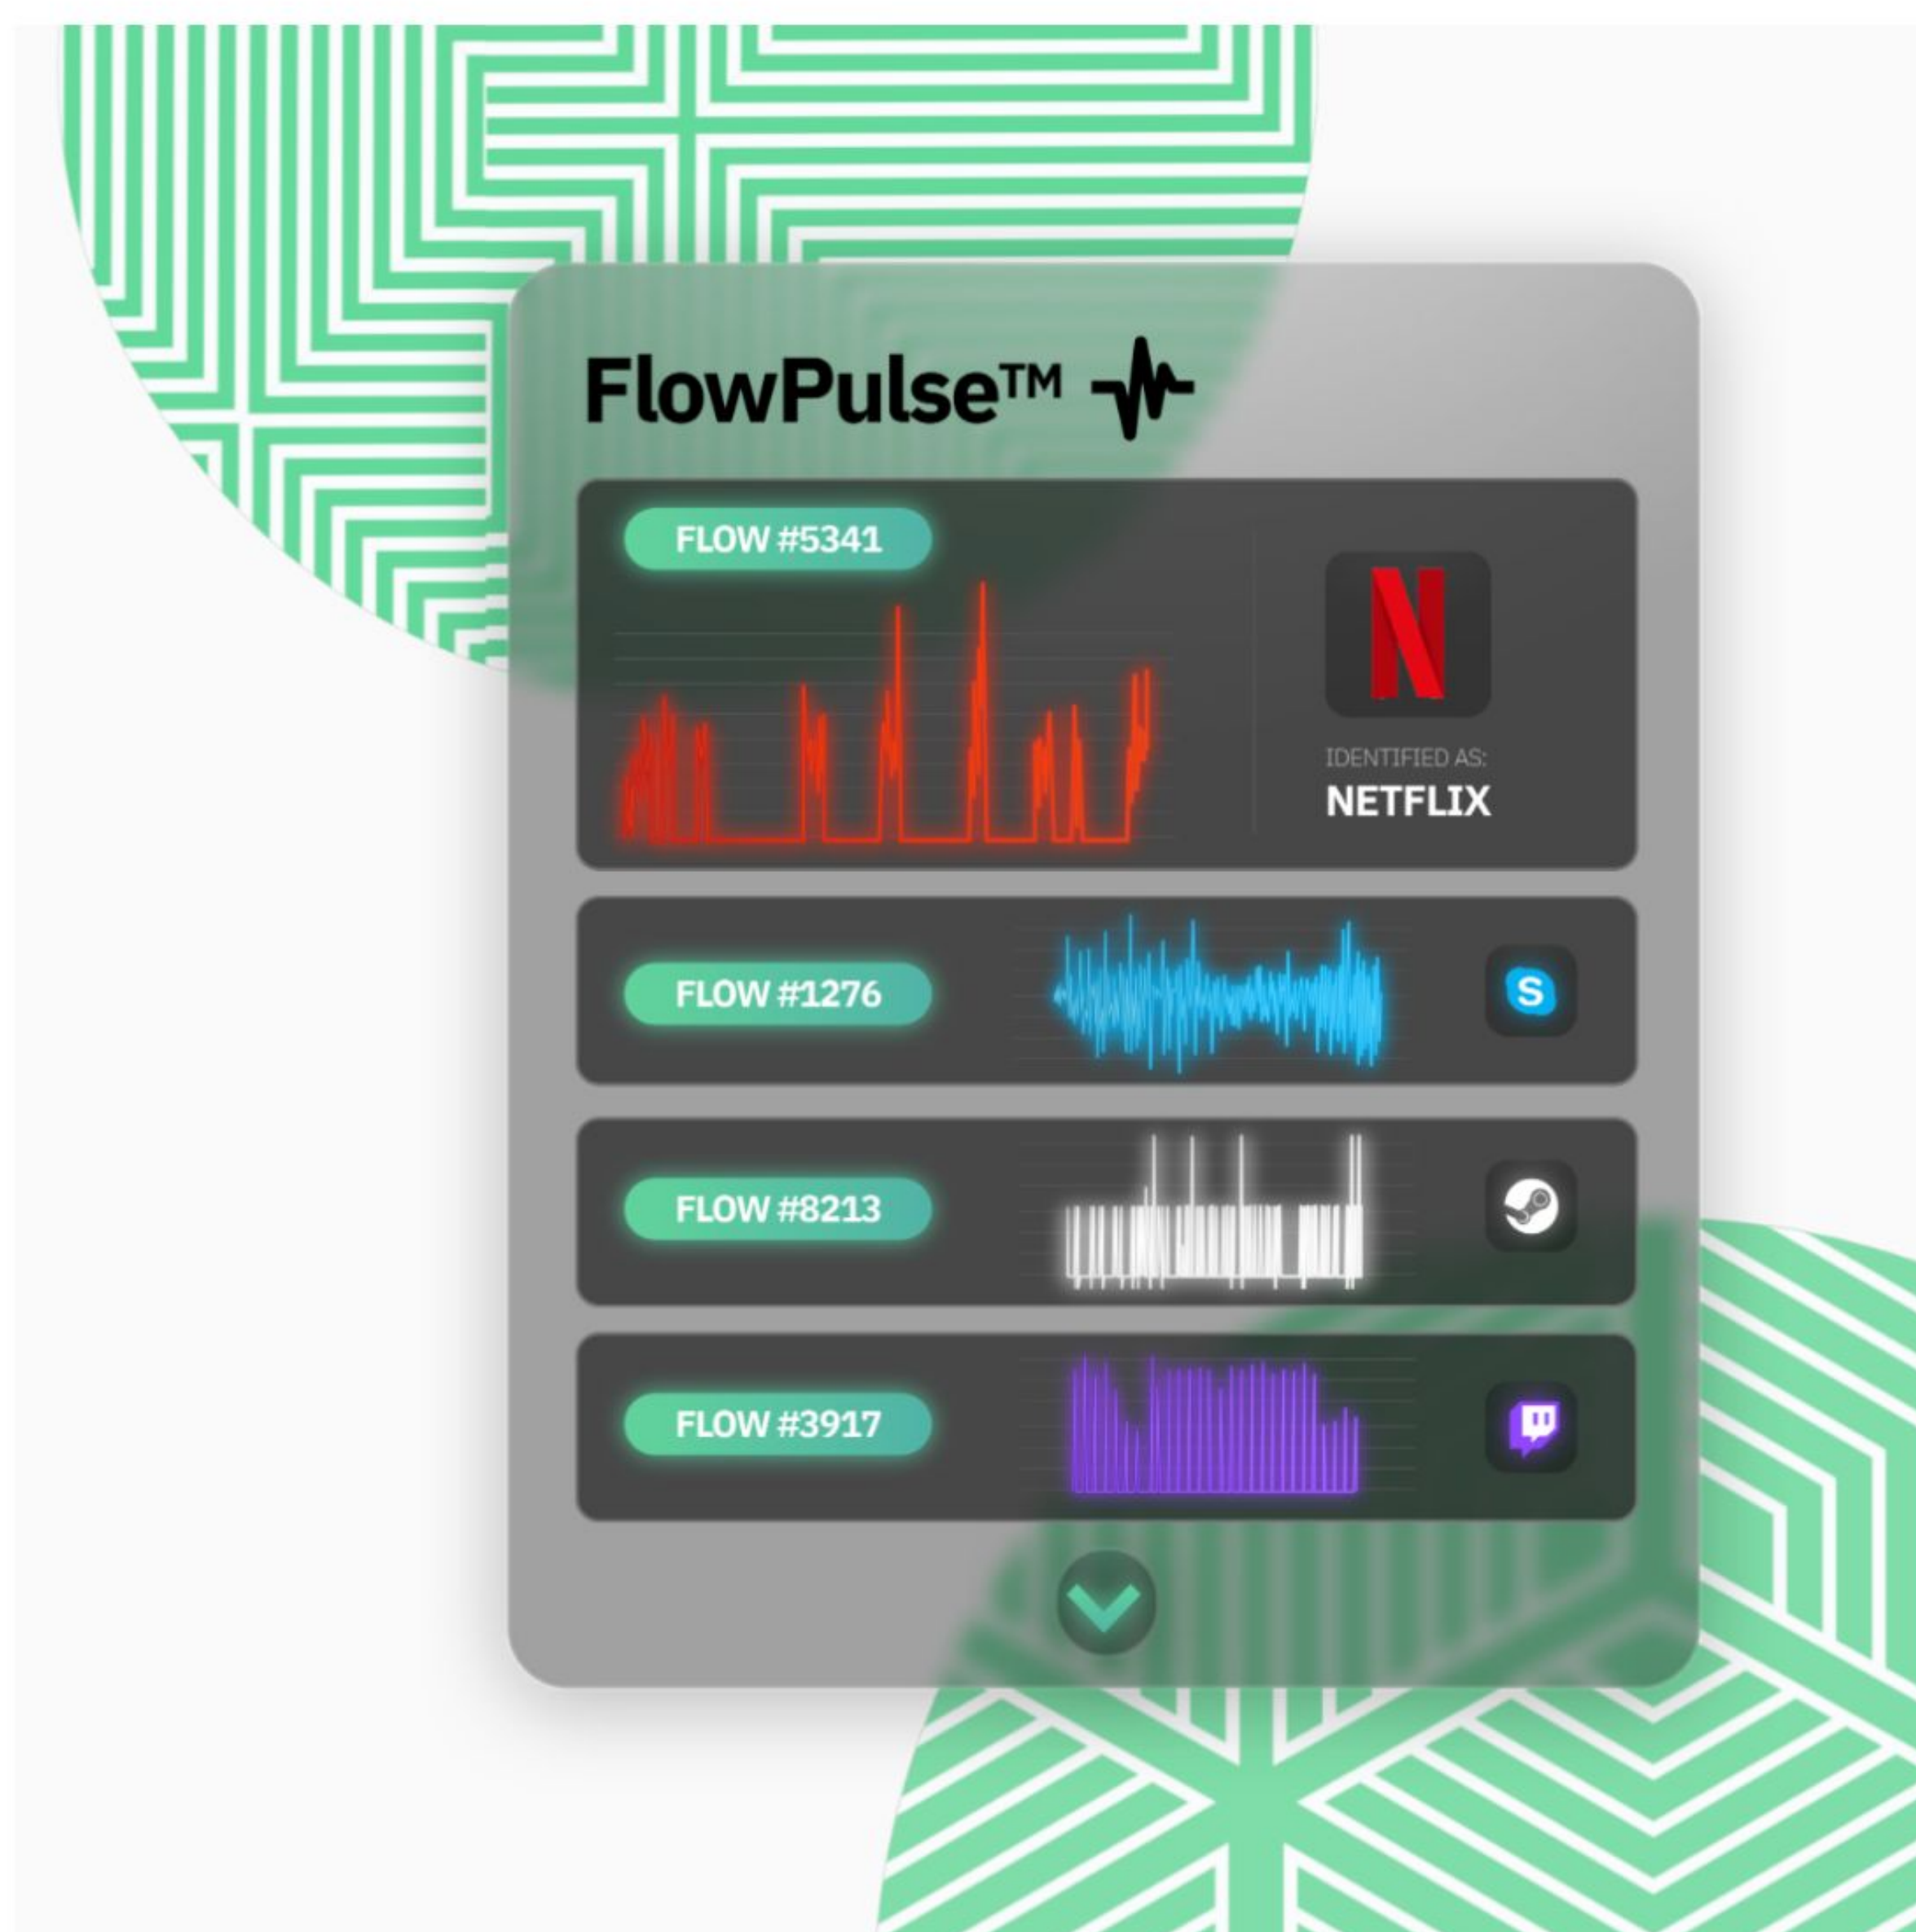 FlowPulse™
FLOW #5341
N
IDENTIFIED AS:
NETFLIX
FLOW #1276
S
FLOW #8213
FLOW #3917